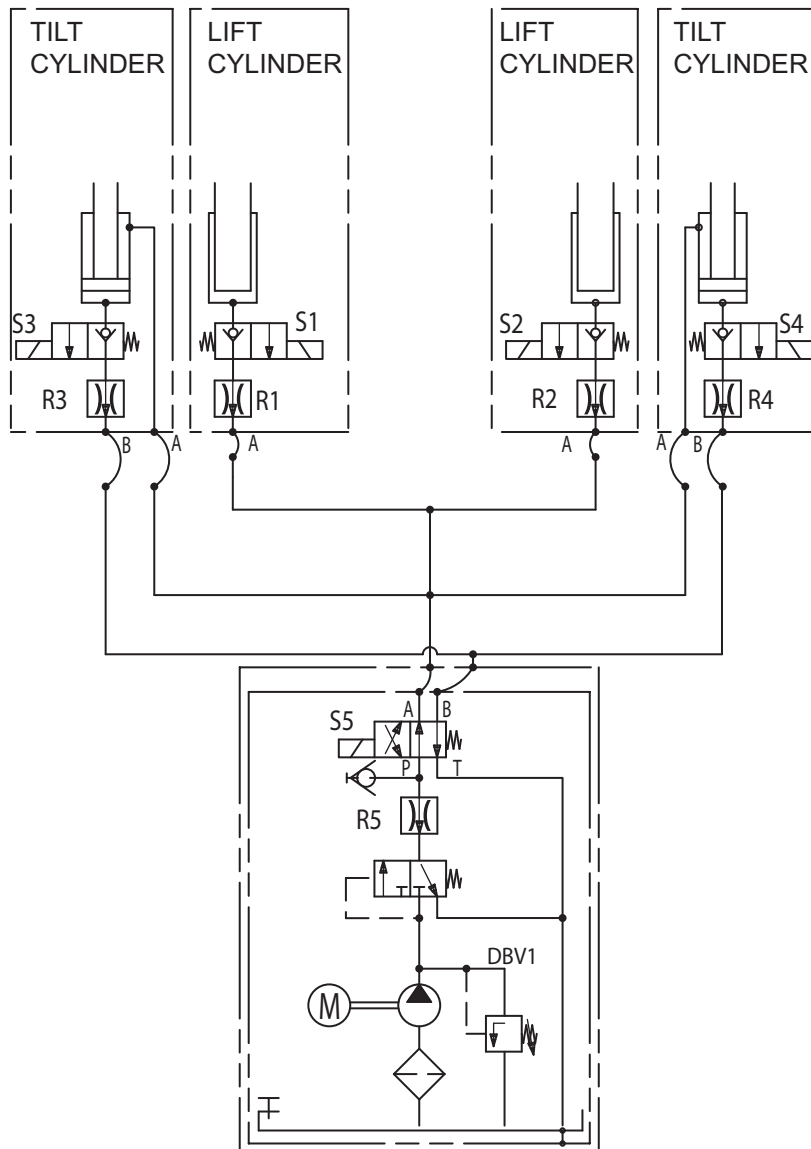 TILT
CYLINDER
LIFT
CYLINDER
LIFT
CYLINDER
TILT
CYLINDER
S3
S1
S2
S4
R3
R1
R2
R4
B
A
A
A
A
B
A
B
S5
P
T
R5
DBV1
M